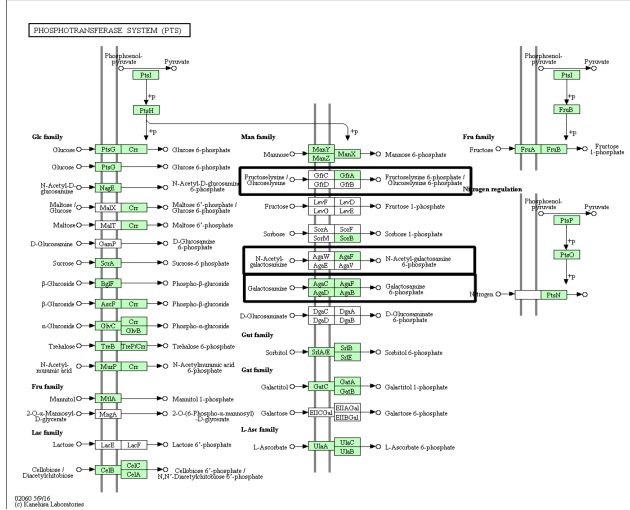 PHOSPHOTRANSFERASE SYSTEM (PTS)
Phosphoenol-pyruvate Pyruvate
PtsI
+p
PtsH
+p +p
Glc family
Glucose PtsG Crr Glucose 6-phosphate
Glucose PtsG Glucose 6-phosphate
N-Acetyl-D-glucosamine NagE N-Acetyl-D-glucosamine 6-phosphate
Maltose/Glucose MalX Crr Maltose 6'-phosphate / Glucose 6-phosphate
Maltose MalT Crr Maltose 6'-phosphate
D-Glucosamine GamP D-Glucosamine 6-phosphate
Sucrose ScrA Sucrose-6-phosphate
β-Glucoside BglF Phospho-β-glucoside
β-Glucoside AscF Crr Phospho-β-glucoside
α-Glucoside GlvC Crr GlvB Phospho-α-glucoside
Trehalose TreB TreP/Crr Trehalose 6-phosphate
N-Acetyl-muramic acid MurP Crr N-Acetylmuramic acid 6-phosphate
Fru family
Mannitol MtlA Mannitol 1-phosphate
2-O-α-Mannosyl-D-glycerate MngA 2-O-(6-Phospho-α-mannosyl)-D-glycerate
Lac family
Lactose LacE LacF Lactose 6'-phosphate
Cellobiose / Diacetylchitobiose CelB CelC CelA Cellobiose 6'-phosphate / N,N'-Diacetylchitobiose 6'-phosphate
Man family
Mannose ManY ManZ ManX Mannose 6-phosphate
Fructoselysine / Glucoselysine GfrC GfrD GfrA GfrB Fructoselysine 6-phosphate / Glucoselysine 6-phosphate
Fructose LevF LevG LevD LevE Fructose 1-phosphate
Sorbose SorA SorM SorF SorB Sorbose 1-phosphate
N-Acetyl-galactosamine AgaW AgaE AgaF AgaV N-Acetyl-galactosamine 6-phosphate
Galactosamine AgaC AgaD AgaF AgaB Galactosamine 6-phosphate
D-Glucosaminate DgaC DgaD DgaA DgaB D-Glucosaminate 6-phosphate
Gut family
Sorbitol SrlA/E SrlB SrlE Sorbitol 6-phosphate
Gat family
Galactitol GatC GatA GatB Galactitol 1-phosphate
Galactose EIICGal EIIAGal EIIBGal Galactose 6-phosphate
L-Asc family
L-Ascorbate UlaA UlaC UlaB L-Ascorbate 6-phosphate
Phosphoenol-pyruvate Pyruvate
PtsI
+p
FruB
+p
Fru family
Fructose FruA FruB Fructose 1-phosphate
Nitrogen regulation
PtsP
+p
PtsO
+p
Nitrogen PtsN
02060 5/9/16
(c) Kanehisa Laboratories